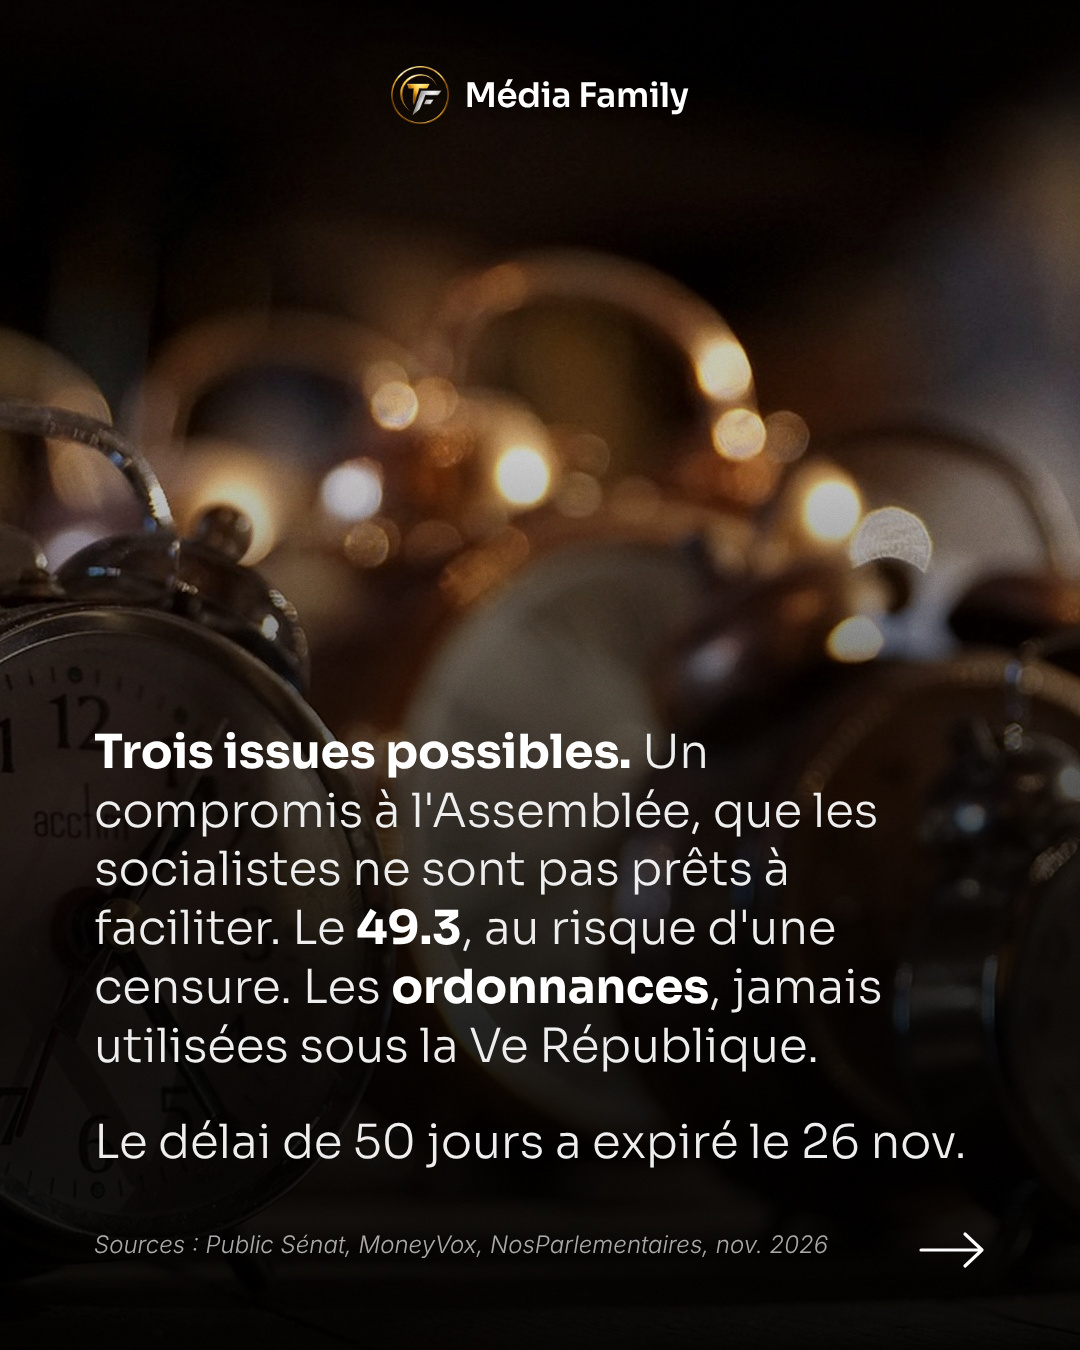 TF Média Family
12
Trois issues possibles. Un
compromis à l'Assemblée, que les
socialistes ne sont pas prêts à
faciliter. Le 49.3, au risque d'une
censure. Les ordonnances, jamais
utilisées sous la Ve République.
Le délai de 50 jours a expiré le 26 nov.
Sources : Public Sénat, MoneyVox, NosParlementaires, nov. 2026